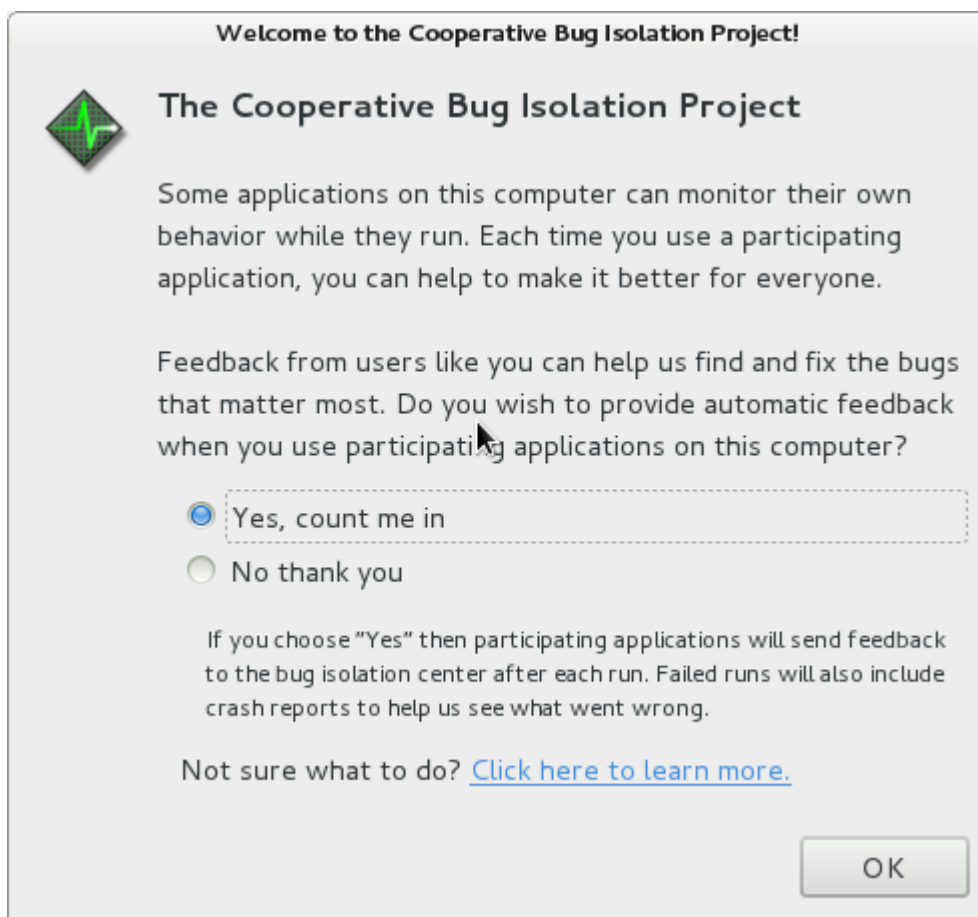 Welcome to the Cooperative Bug Isolation Project!
The Cooperative Bug Isolation Project
Some applications on this computer can monitor their own
behavior while they run. Each time you use a participating
application, you can help to make it better for everyone.
Feedback from users like you can help us find and fix the bugs
that matter most. Do you wish to provide automatic feedback
when you use participating applications on this computer?
Yes, count me in
No thank you
If you choose "Yes" then participating applications will send feedback
to the bug isolation center after each run. Failed runs will also include
crash reports to help us see what went wrong.
Not sure what to do? Click here to learn more.
OK